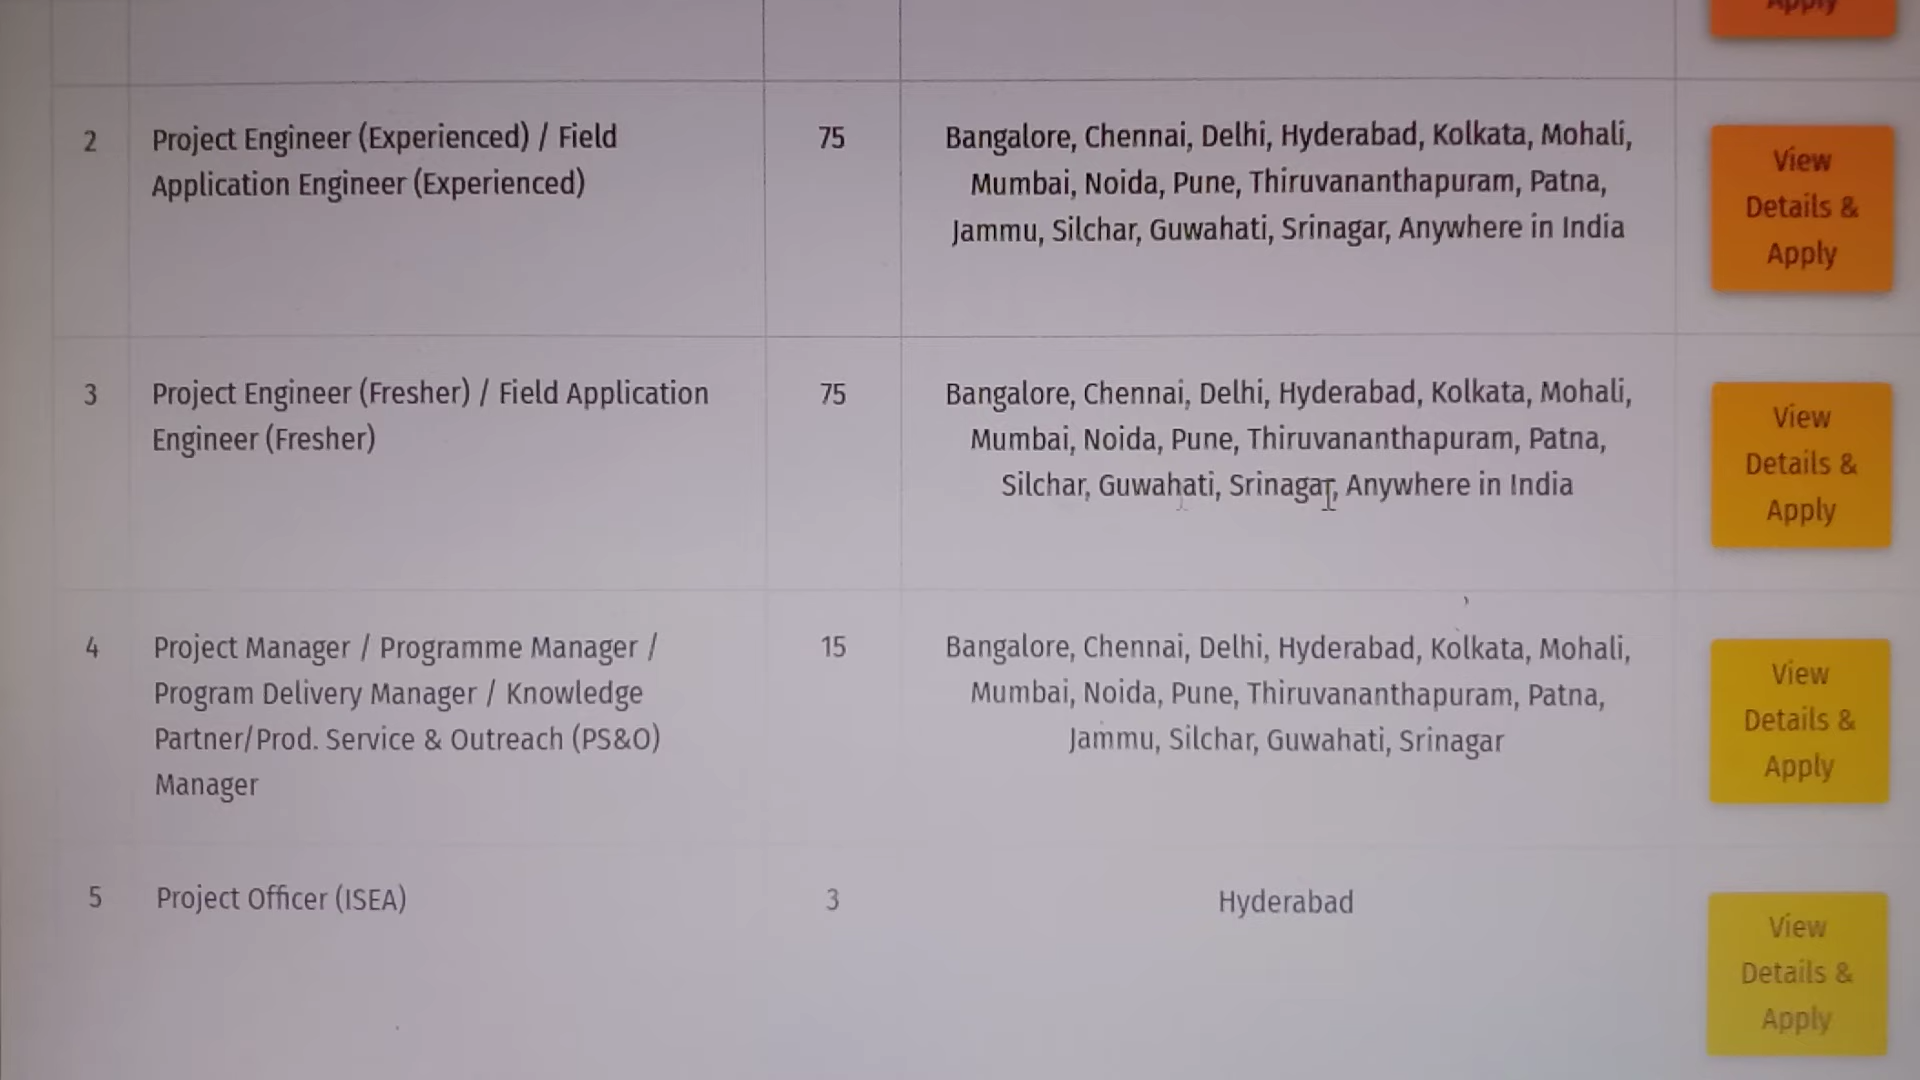 Apply
2
Project Engineer (Experienced) / Field
Application Engineer (Experienced)
75
Bangalore, Chennai, Delhi, Hyderabad, Kolkata, Mohali,
Mumbai, Noida, Pune, Thiruvananthapuram, Patna,
Jammu, Silchar, Guwahati, Srinagar, Anywhere in India
View
Details &
Apply
3
Project Engineer (Fresher) / Field Application
Engineer (Fresher)
75
Bangalore, Chennai, Delhi, Hyderabad, Kolkata, Mohali,
Mumbai, Noida, Pune, Thiruvananthapuram, Patna,
Silchar, Guwahati, Srinagar, Anywhere in India
View
Details &
Apply
4
Project Manager / Programme Manager /
Program Delivery Manager / Knowledge
Partner/Prod. Service & Outreach (PS&O)
Manager
15
Bangalore, Chennai, Delhi, Hyderabad, Kolkata, Mohali,
Mumbai, Noida, Pune, Thiruvananthapuram, Patna,
Jammu, Silchar, Guwahati, Srinagar
View
Details &
Apply
5
Project Officer (ISEA)
3
Hyderabad
View
Details &
Apply